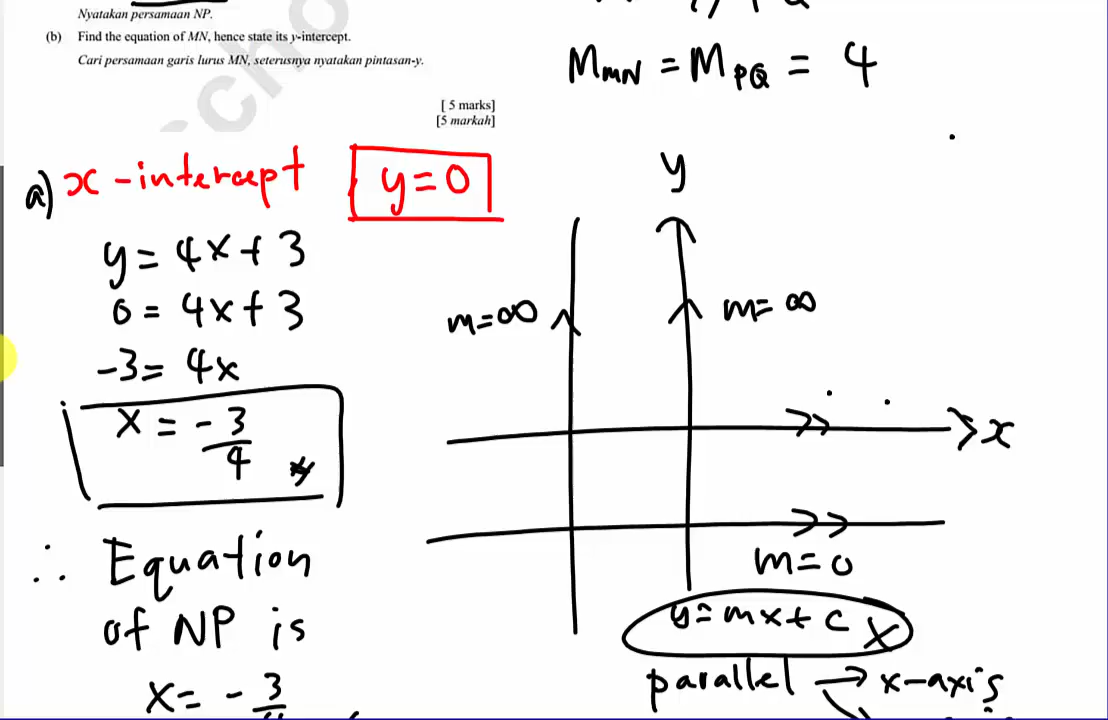 Nyatakan persamaan NP.
(b) Find the equation of MN, hence state its y-intercept.
Cari persamaan garis lurus MN, seterusnya nyatakan pintasan-y.
[ 5 marks]
[5 markah]
M MN = M PQ = 4
a) x -intercept y=0
y = 4x + 3
0 = 4x + 3
-3 = 4x
x = - 3/4
∴ Equation
of NP is
x = - 3
y
m=∞ m=∞
x
m=0
y=mx+c x
parallel → x-axis